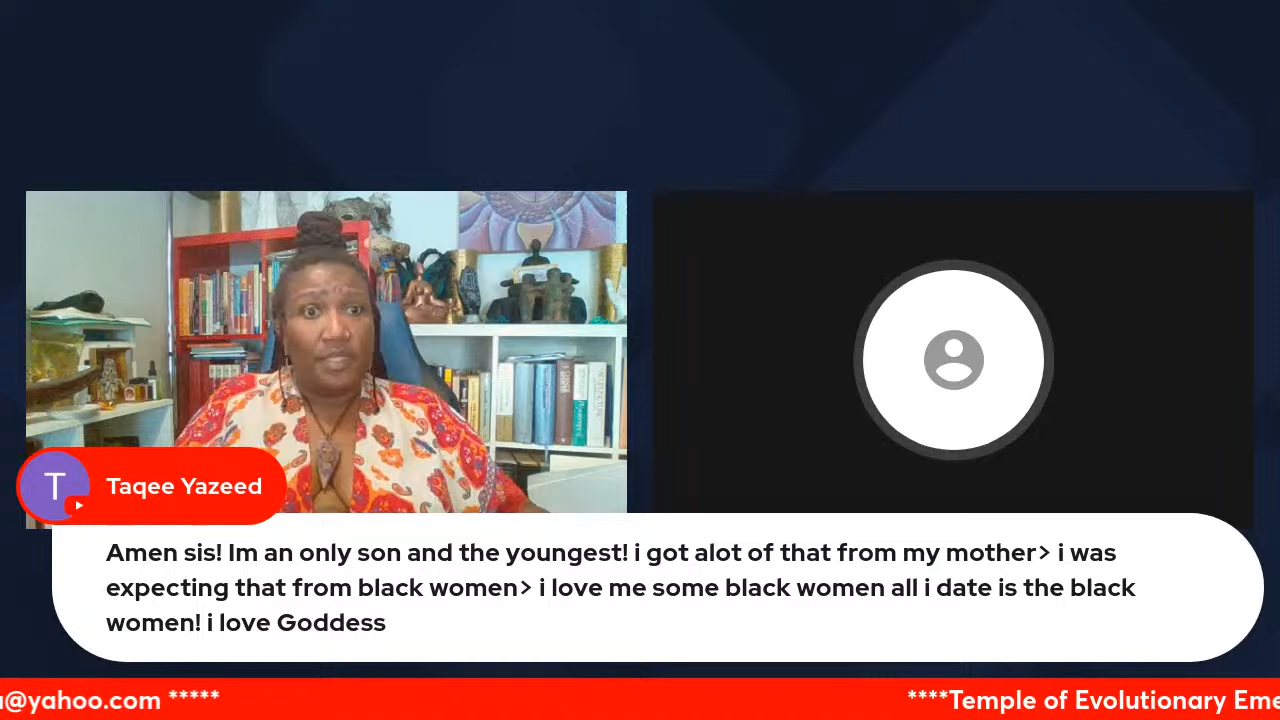 T
Taqee Yazeed
Amen sis! Im an only son and the youngest! i got alot of that from my mother> i was
expecting that from black women> i love me some black women all i date is the black
women! i love Goddess
@yahoo.com ***** ****Temple of Evolutionary Eme